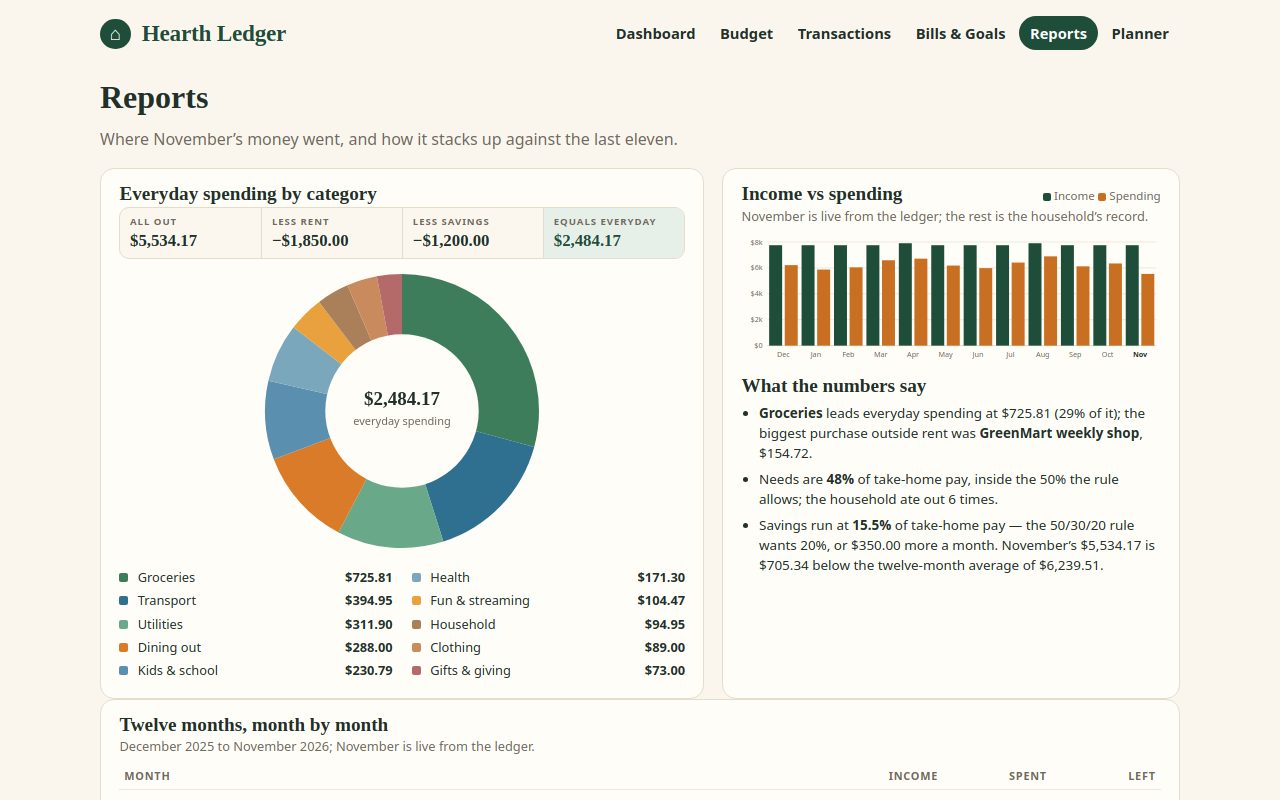 Hearth Ledger
Dashboard Budget Transactions Bills & Goals Reports Planner
Reports
Where November’s money went, and how it stacks up against the last eleven.
Everyday spending by category
ALL OUT LESS RENT LESS SAVINGS EQUALS EVERYDAY
$5,534.17 −$1,850.00 −$1,200.00 $2,484.17
$2,484.17
everyday spending
Groceries $725.81 Health $171.30
Transport $394.95 Fun & streaming $104.47
Utilities $311.90 Household $94.95
Dining out $288.00 Clothing $89.00
Kids & school $230.79 Gifts & giving $73.00
Income vs spending
Income Spending
November is live from the ledger; the rest is the household’s record.
$8k
$6k
$4k
$2k
$0
Dec Jan Feb Mar Apr May Jun Jul Aug Sep Oct Nov
What the numbers say
• Groceries leads everyday spending at $725.81 (29% of it); the
biggest purchase outside rent was GreenMart weekly shop,
$154.72.
• Needs are 48% of take-home pay, inside the 50% the rule
allows; the household ate out 6 times.
• Savings run at 15.5% of take-home pay — the 50/30/20 rule
wants 20%, or $350.00 more a month. November’s $5,534.17 is
$705.34 below the twelve-month average of $6,239.51.
Twelve months, month by month
December 2025 to November 2026; November is live from the ledger.
MONTH INCOME SPENT LEFT